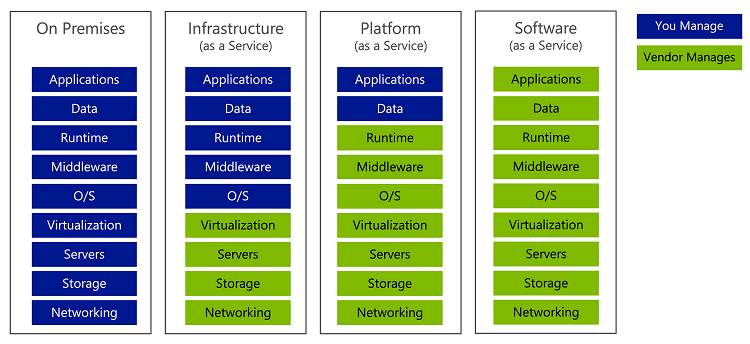 On Premises
Applications
Data
Runtime
Middleware
O/S
Virtualization
Servers
Storage
Networking
Infrastructure
(as a Service)
Applications
Data
Runtime
Middleware
O/S
Virtualization
Servers
Storage
Networking
Platform
(as a Service)
Applications
Data
Runtime
Middleware
O/S
Virtualization
Servers
Storage
Networking
Software
(as a Service)
Applications
Data
Runtime
Middleware
O/S
Virtualization
Servers
Storage
Networking
You Manage
Vendor Manages